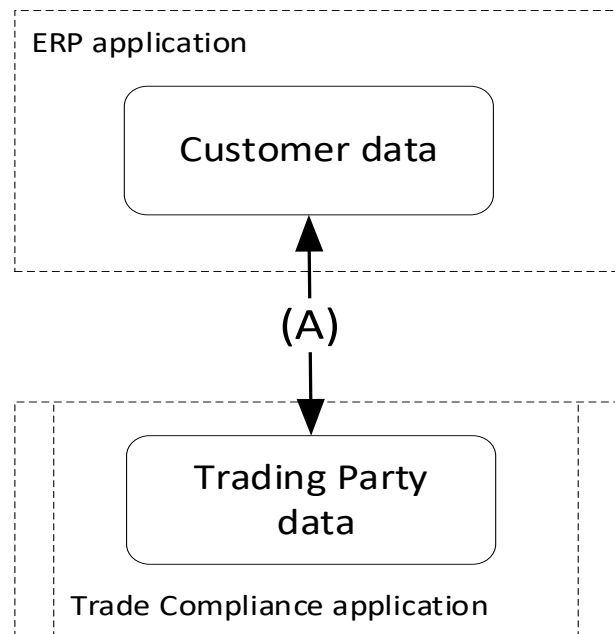 ERP application
Customer data
(A)
Trading Party
data
Trade Compliance application